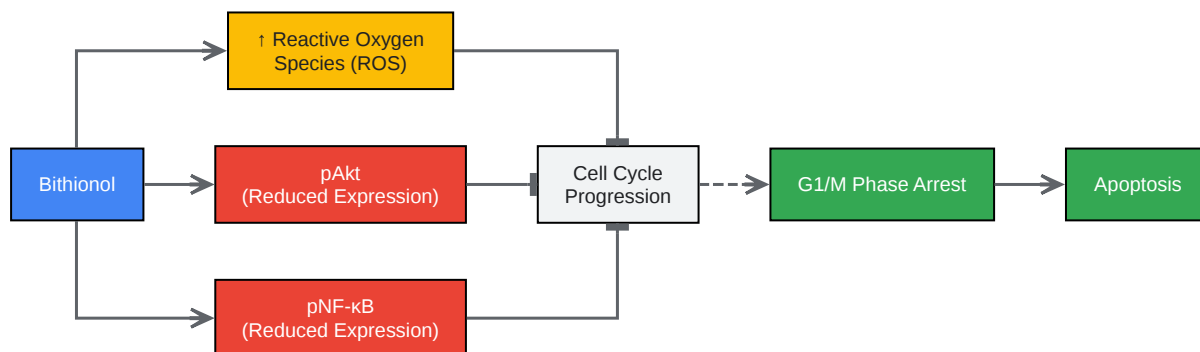 ↑ Reactive Oxygen
Species (ROS)
Bithionol
pAkt
(Reduced Expression)
Cell Cycle
Progression
G1/M Phase Arrest
Apoptosis
pNF-κB
(Reduced Expression)